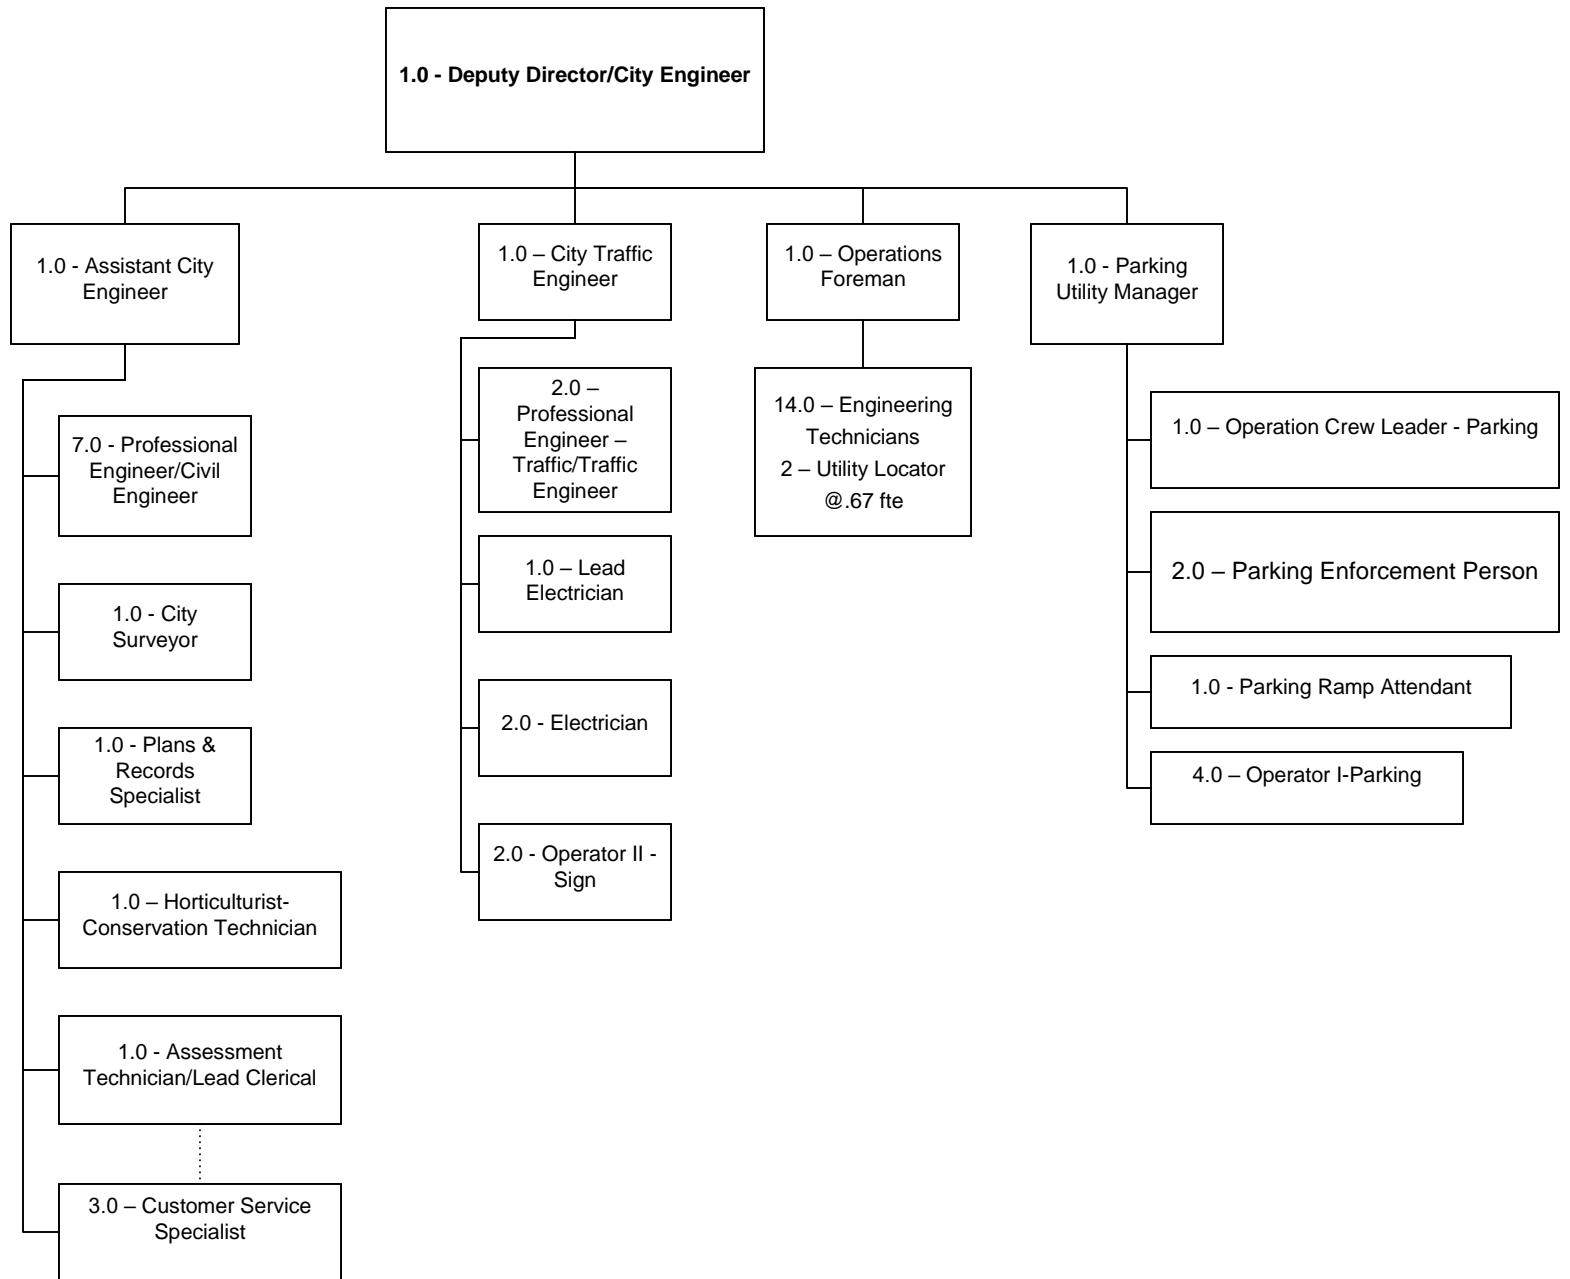 1.0 - Deputy Director/City Engineer
1.0 - Assistant City
Engineer
1.0 – City Traffic
Engineer
1.0 – Operations
Foreman
1.0 - Parking
Utility Manager
7.0 - Professional
Engineer/Civil
Engineer
1.0 - City
Surveyor
1.0 - Plans &
Records
Specialist
1.0 – Horticulturist-
Conservation Technician
1.0 - Assessment
Technician/Lead Clerical
3.0 – Customer Service
Specialist
2.0 –
Professional
Engineer –
Traffic/Traffic
Engineer
1.0 – Lead
Electrician
2.0 - Electrician
2.0 - Operator II -
Sign
14.0 – Engineering
Technicians
2 – Utility Locator
@.67 fte
1.0 – Operation Crew Leader - Parking
2.0 – Parking Enforcement Person
1.0 - Parking Ramp Attendant
4.0 – Operator I-Parking